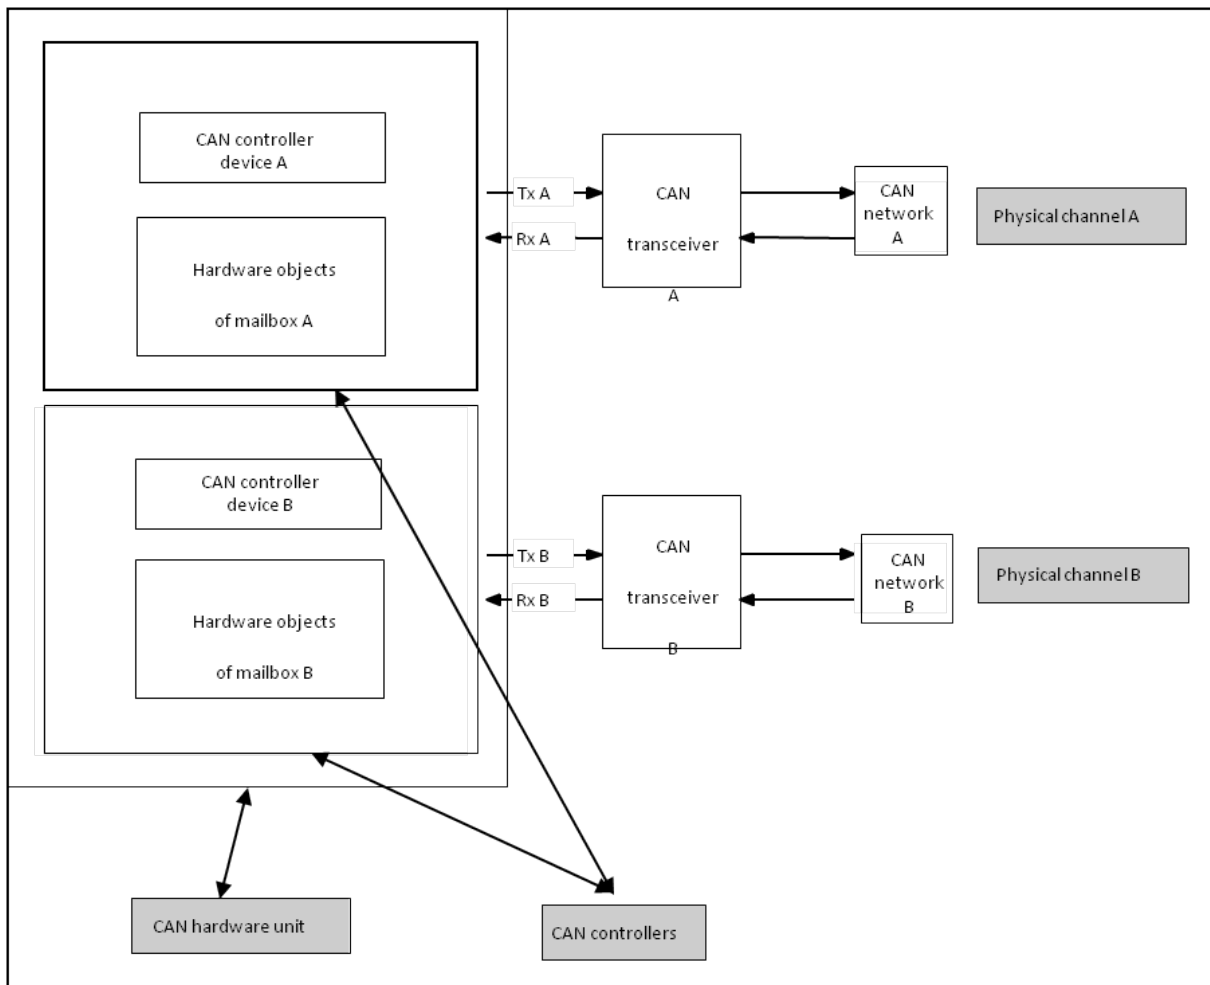 CAN controller
device A
Hardware objects
of mailbox A
Tx A
Rx A
CAN
transceiver
A
CAN
network
A
Physical channel A
CAN controller
device B
Hardware objects
of mailbox B
Tx B
Rx B
CAN
transceiver
B
CAN
network
B
Physical channel B
CAN hardware unit
CAN controllers